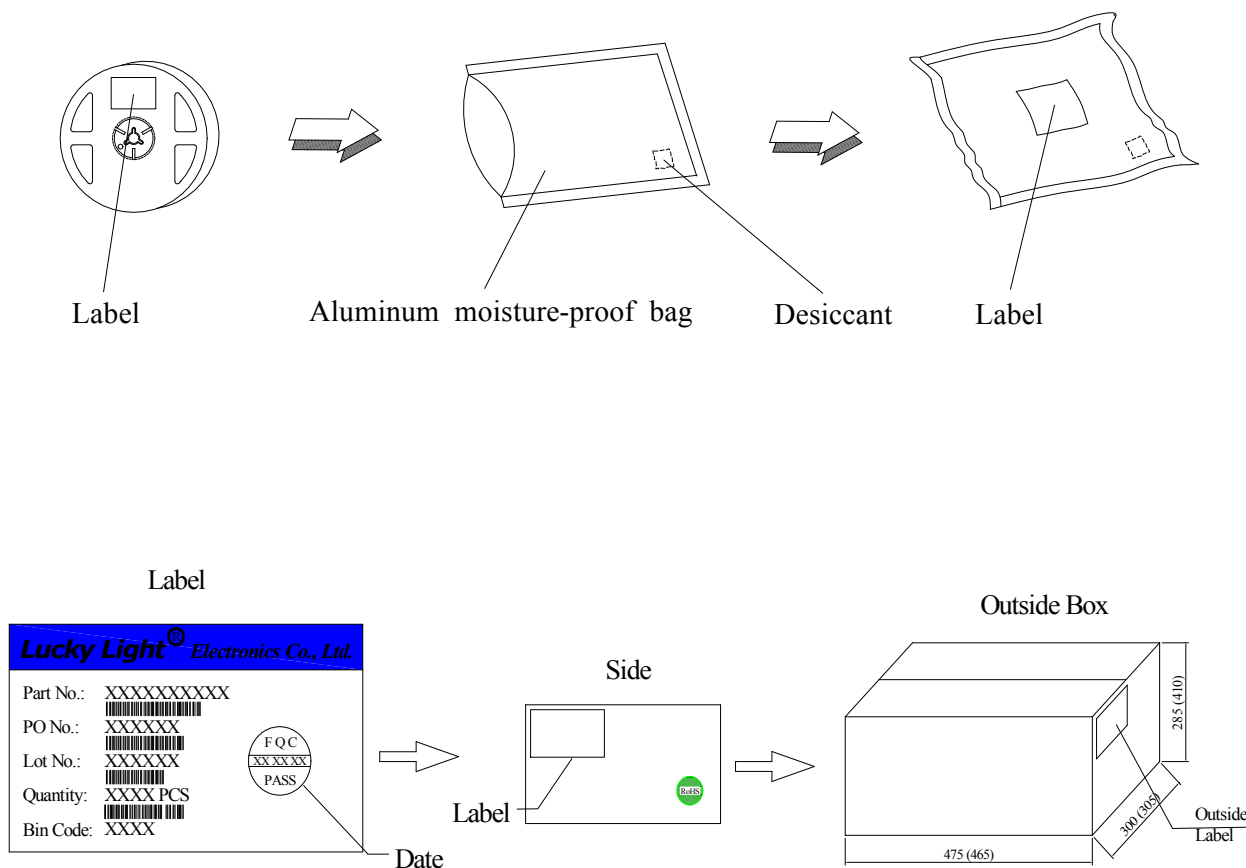 Label
Aluminum moisture-proof bag
Desiccant
Label
Label
Lucky Light® Electronics Co., Ltd.
Part No.: XXXXXXXXXX
PO No.: XXXXXX
Lot No.: XXXXXX
Quantity: XXXX PCS
Bin Code: XXXX
FQC
XX XX XX
PASS
Date
Side
RoHS
Label
Outside Box
285 (410)
300 (305)
475 (465)
Outside
Label